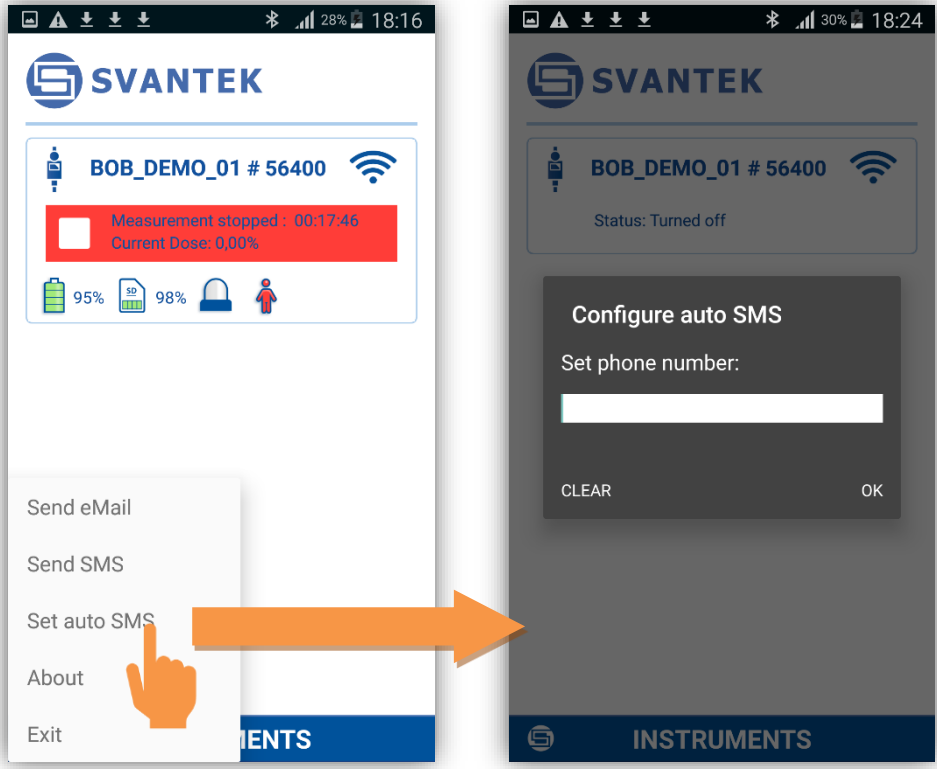 28% 18:16
SVANTEK
BOB_DEMO_01 # 56400
Measurement stopped : 00:17:46
Current Dose: 0,00%
95% SD 98%
Send eMail
Send SMS
Set auto SMS
About
Exit
IENTS
30% 18:24
SVANTEK
BOB_DEMO_01 # 56400
Status: Turned off
Configure auto SMS
Set phone number:
CLEAR OK
INSTRUMENTS